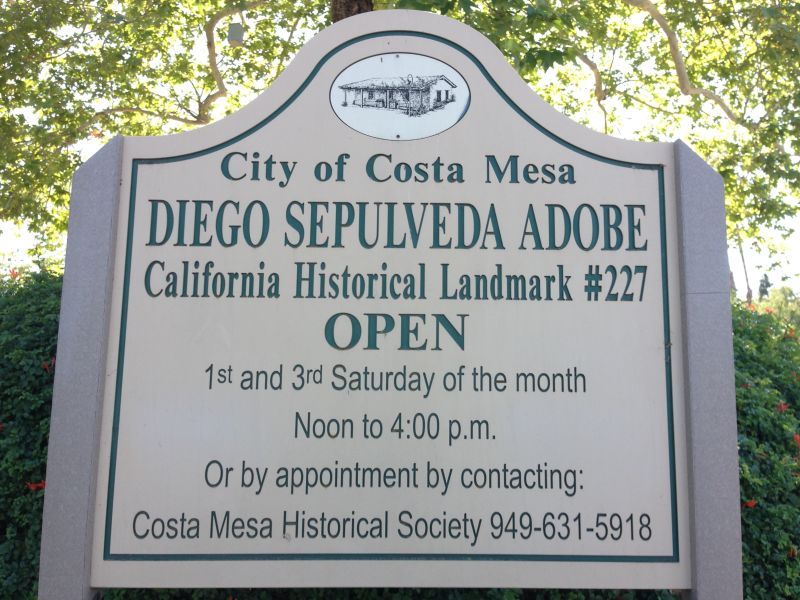 City of Costa Mesa
DIEGO SEPULVEDA ADOBE
California Historical Landmark #227
OPEN
1st and 3rd Saturday of the month
Noon to 4:00 p.m.
Or by appointment by contacting:
Costa Mesa Historical Society 949-631-5918